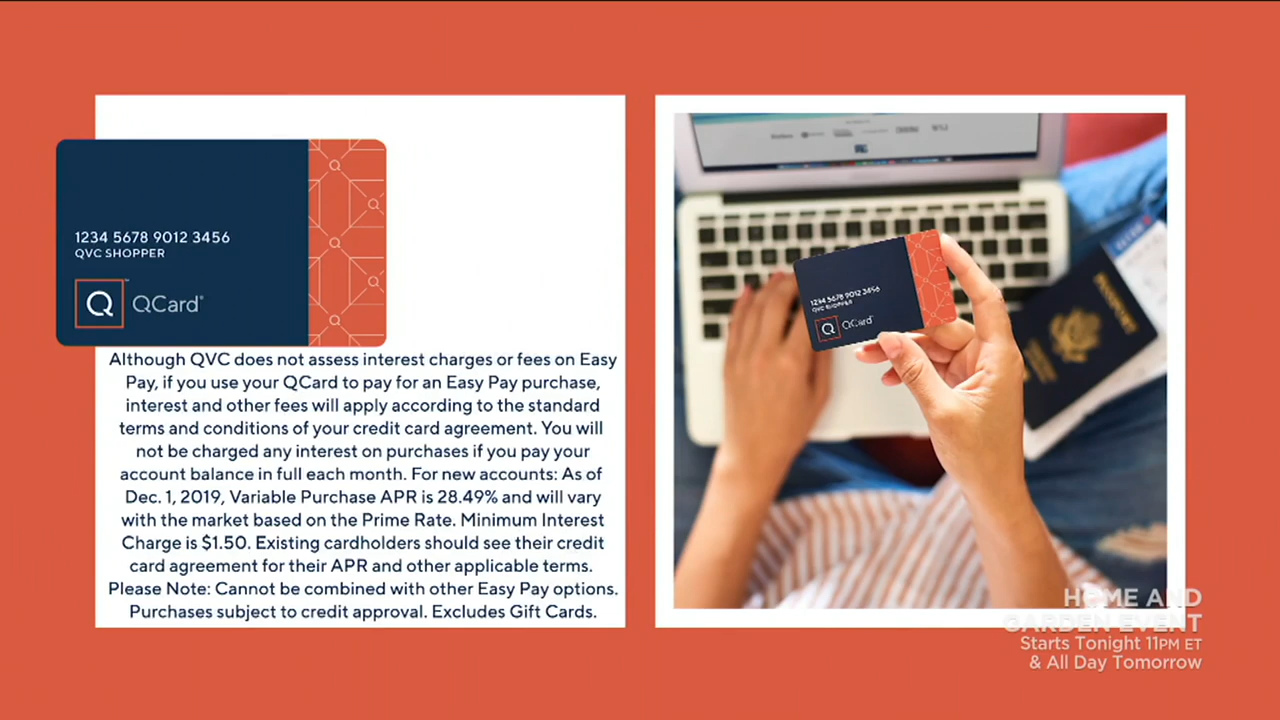 1234 5678 9012 3456
QVC SHOPPER
Q QCard®
Although QVC does not assess interest charges or fees on Easy
Pay, if you use your QCard to pay for an Easy Pay purchase,
interest and other fees will apply according to the standard
terms and conditions of your credit card agreement. You will
not be charged any interest on purchases if you pay your
account balance in full each month. For new accounts: As of
Dec. 1, 2019, Variable Purchase APR is 28.49% and will vary
with the market based on the Prime Rate. Minimum Interest
Charge is $1.50. Existing cardholders should see their credit
card agreement for their APR and other applicable terms.
Please Note: Cannot be combined with other Easy Pay options.
Purchases subject to credit approval. Excludes Gift Cards.
1234 5678 9012 3456
QVC SHOPPER
Q QCard
PASSPORT
HOME AND
GARDEN EVENT
Starts Tonight 11PM ET
& All Day Tomorrow